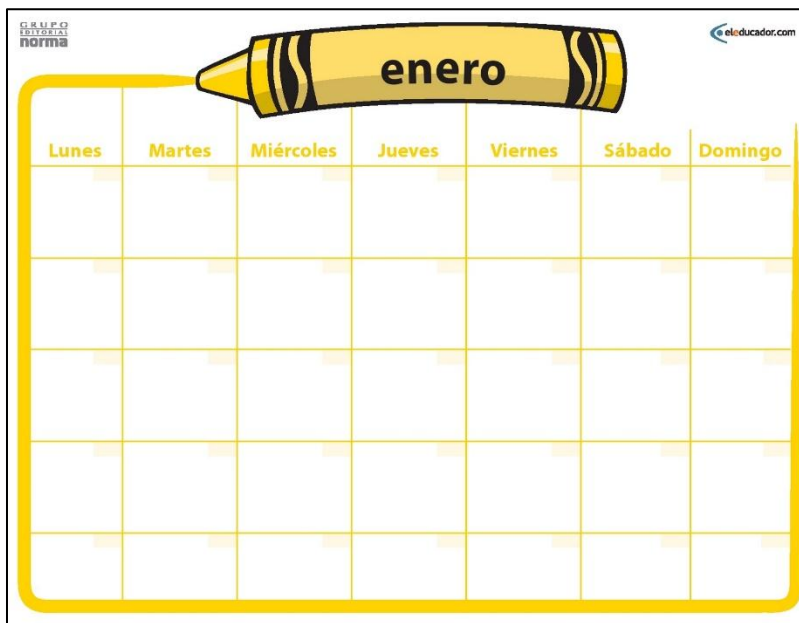 GRUPO
EDITORIAL
norma
eleducador.com
enero
Lunes Martes Miércoles Jueves Viernes Sábado Domingo